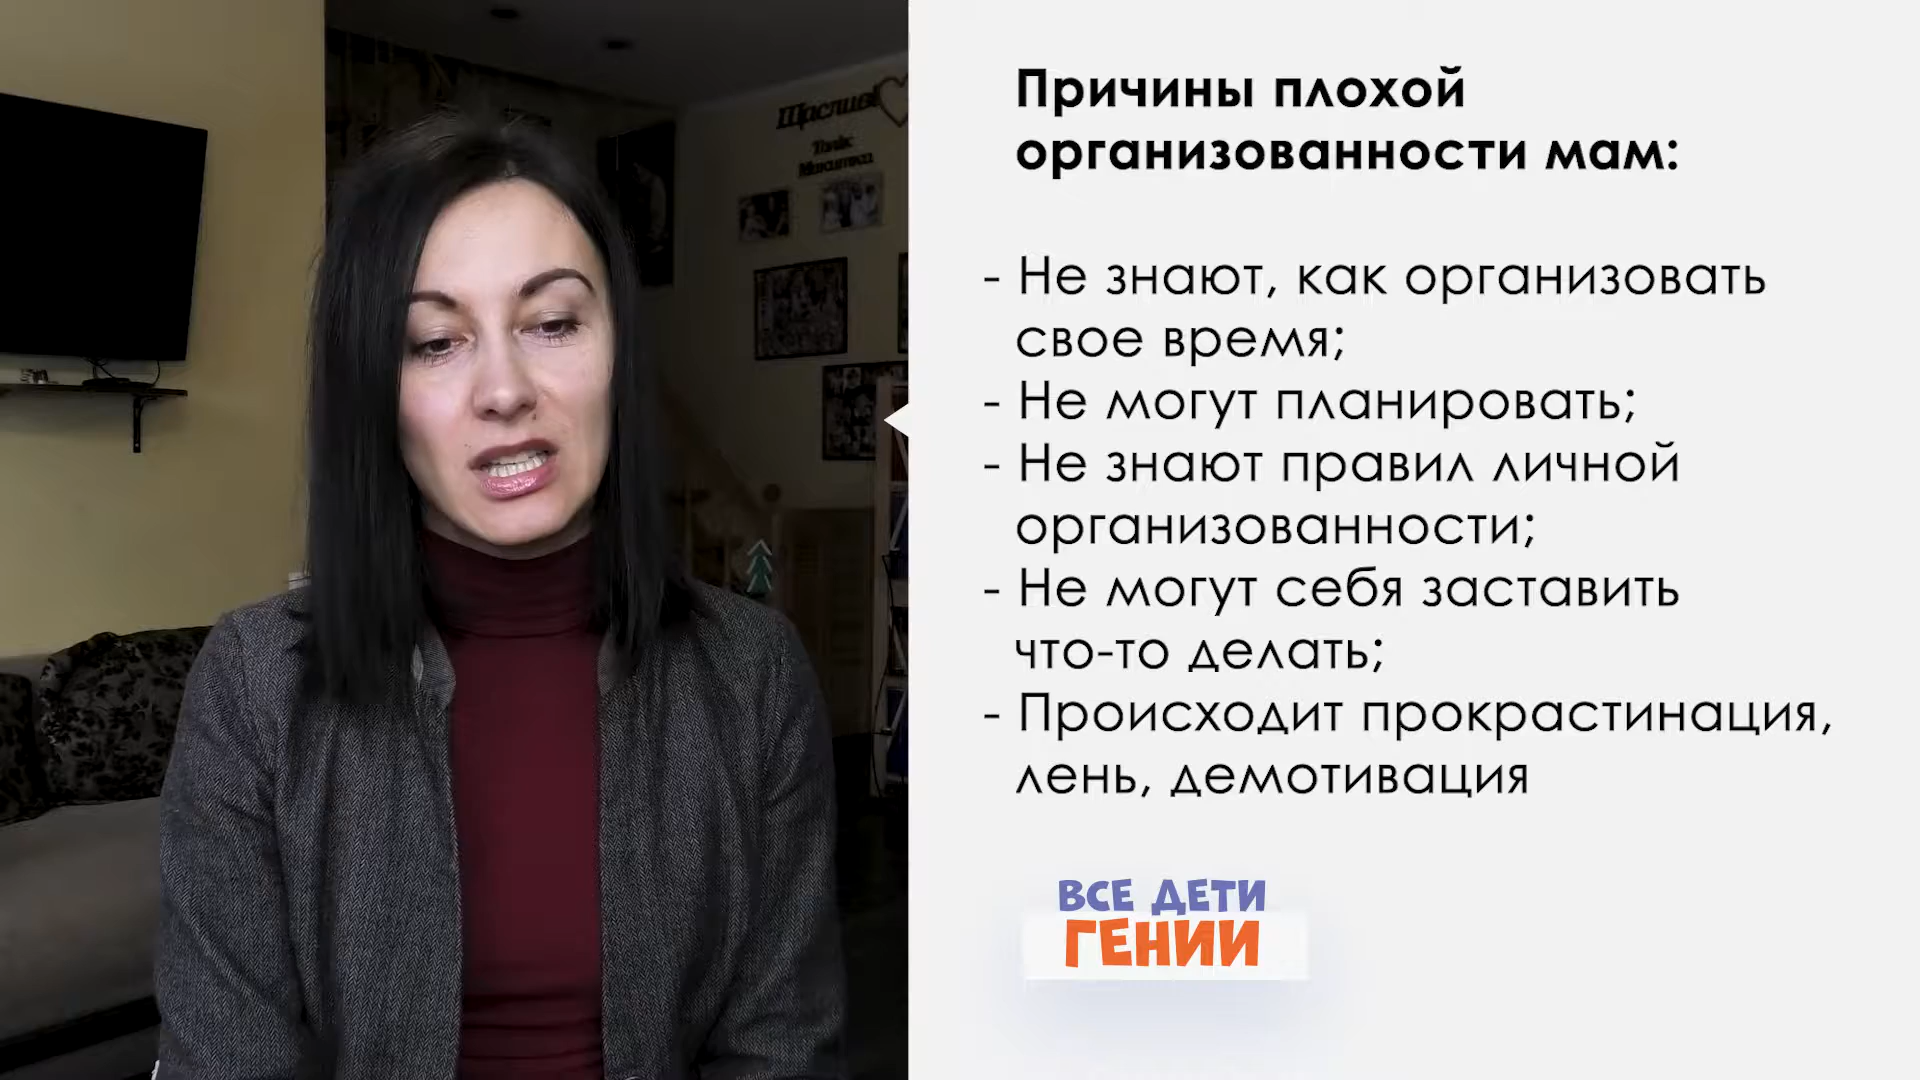 Причины плохой
организованности мам:
- Не знают, как организовать
свое время;
- Не могут планировать;
- Не знают правил личной
организованности;
- Не могут себя заставить
что-то делать;
- Происходит прокрастинация,
лень, демотивация
ВСЕ ДЕТИ
ГЕНИИ